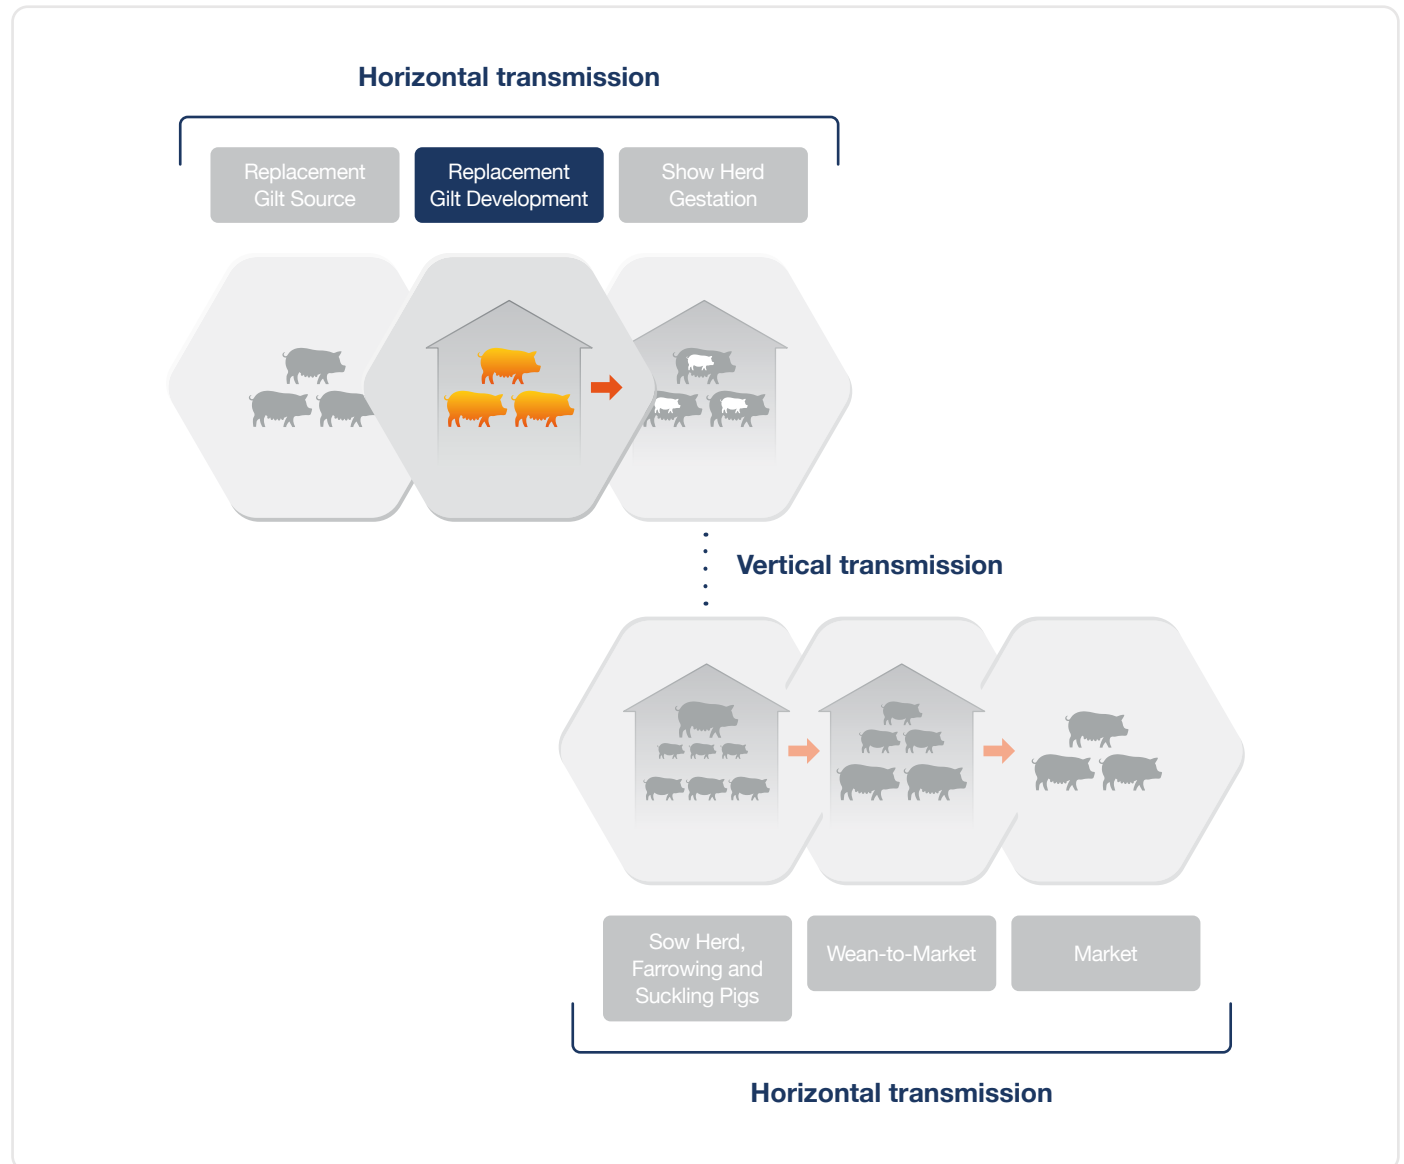 Horizontal transmission
Replacement
Gilt Source
Replacement
Gilt Development
Show Herd
Gestation
Vertical transmission
Sow Herd,
Farrowing and
Suckling Pigs
Wean-to-Market
Market
Horizontal transmission